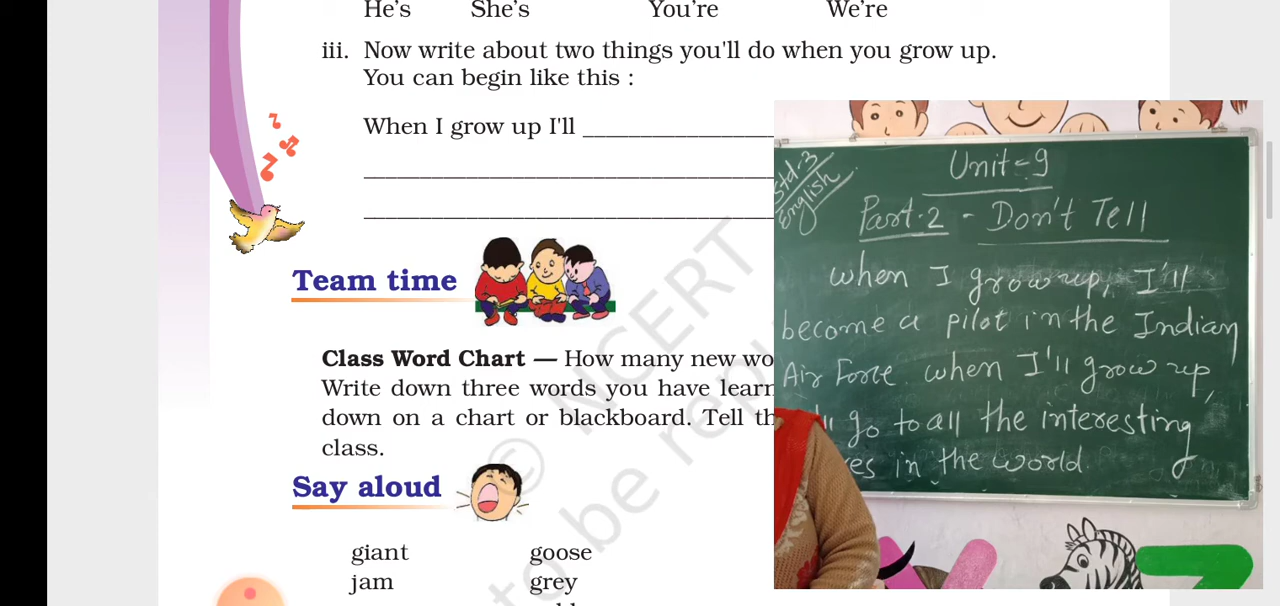 He's She's You're We're
iii. Now write about two things you'll do when you grow up.
You can begin like this :
When I grow up I'll
Team time
Class Word Chart — How many new
Write down three words you have
down on a chart or blackboard. Tell
class.
Say aloud
giant goose
jam grey
© NCERT
to be
Std-3
English
Unit-9
Part-2 - Don't Tell
when I grow up, I'll
become a pilot in the Indian
Air Force. when I'll grow up,
go to all the interesting
in the world.